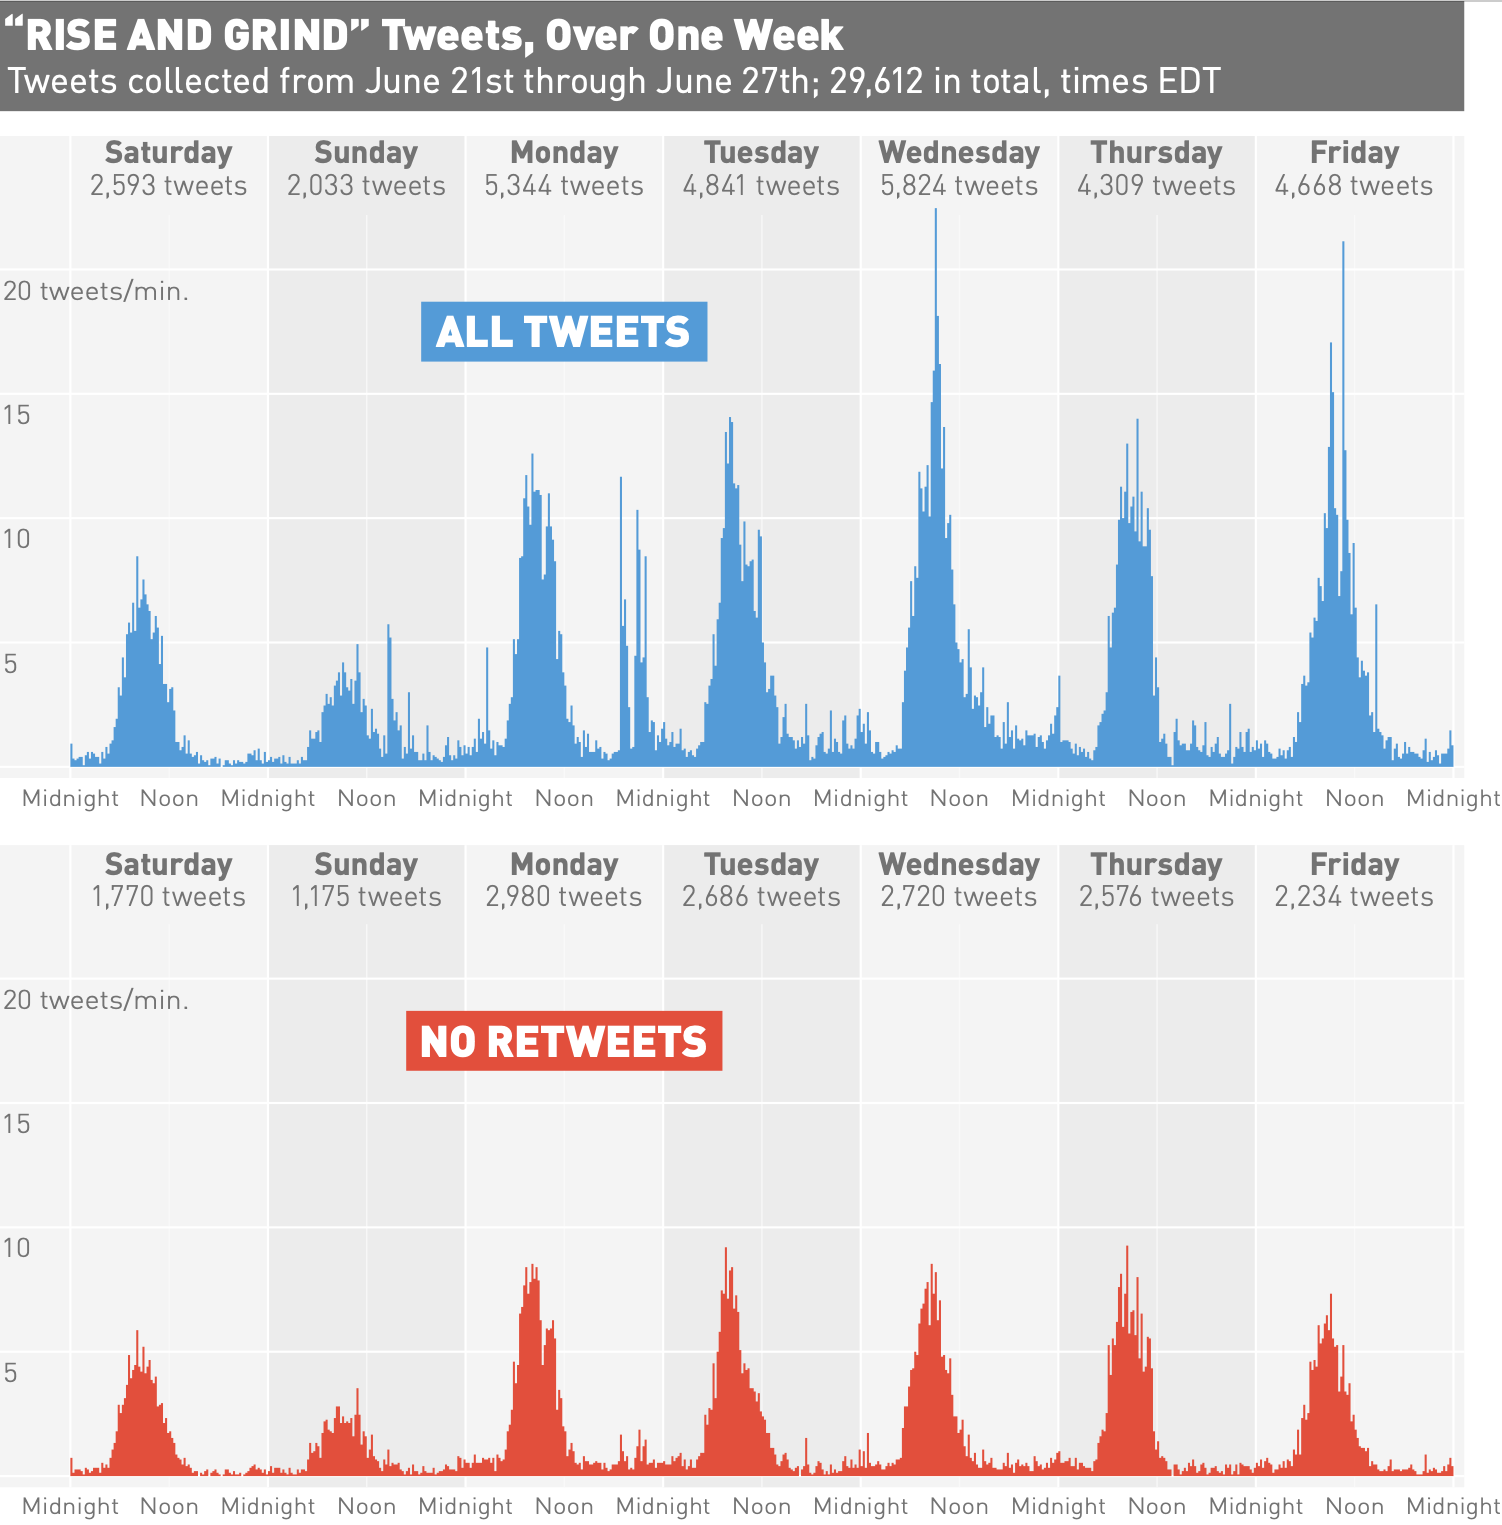 “RISE AND GRIND” Tweets, Over One Week
Tweets collected from June 21st through June 27th; 29,612 in total, times EDT
Saturday Sunday Monday Tuesday Wednesday Thursday Friday
2,593 tweets 2,033 tweets 5,344 tweets 4,841 tweets 5,824 tweets 4,309 tweets 4,668 tweets
20 tweets/min.
ALL TWEETS
15
10
5
Midnight Noon Midnight Noon Midnight Noon Midnight Noon Midnight Noon Midnight Noon Midnight Noon Midnight
Saturday Sunday Monday Tuesday Wednesday Thursday Friday
1,770 tweets 1,175 tweets 2,980 tweets 2,686 tweets 2,720 tweets 2,576 tweets 2,234 tweets
20 tweets/min.
NO RETWEETS
15
10
5
Midnight Noon Midnight Noon Midnight Noon Midnight Noon Midnight Noon Midnight Noon Midnight Noon Midnight